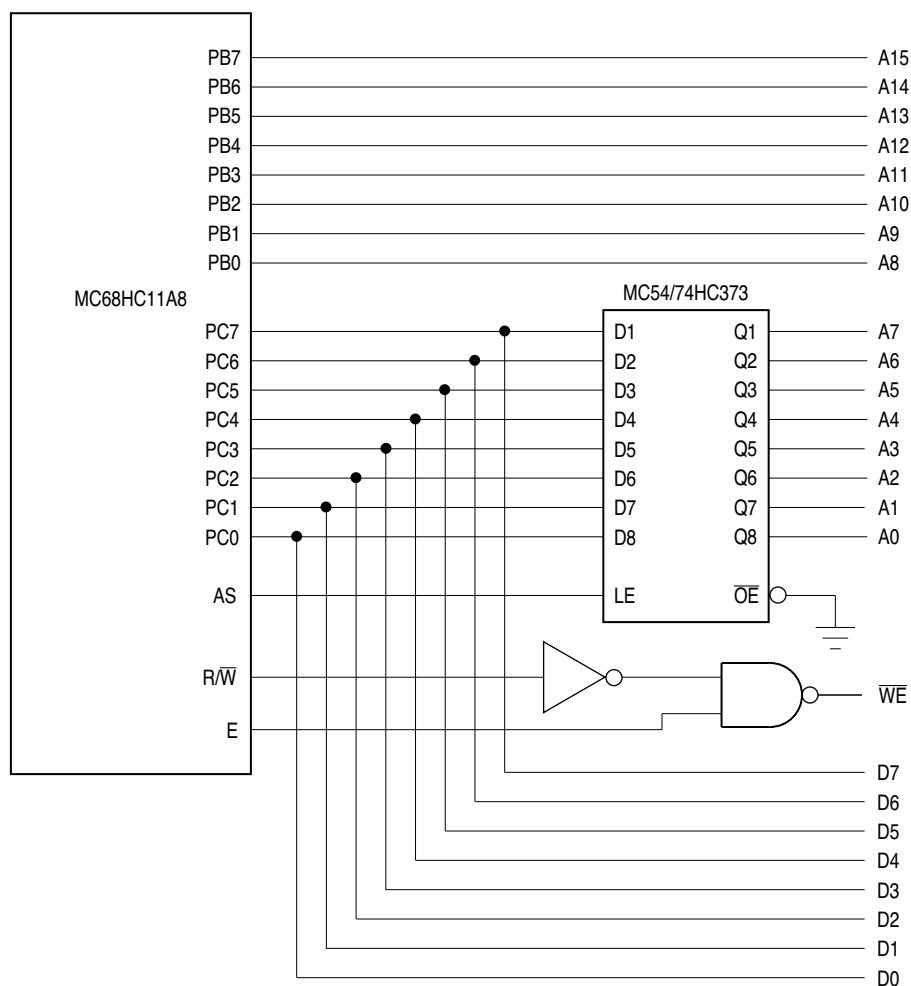 PB7
PB6
PB5
PB4
PB3
PB2
PB1
PB0
MC68HC11A8
PC7
PC6
PC5
PC4
PC3
PC2
PC1
PC0
AS
R/W̅
E
A15
A14
A13
A12
A11
A10
A9
A8
MC54/74HC373
D1 Q1
D2 Q2
D3 Q3
D4 Q4
D5 Q5
D6 Q6
D7 Q7
D8 Q8
LE O̅E̅
A7
A6
A5
A4
A3
A2
A1
A0
W̅E̅
D7
D6
D5
D4
D3
D2
D1
D0